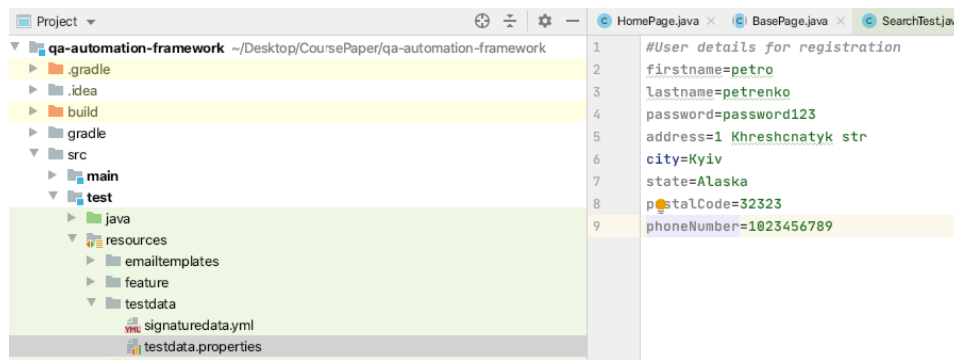 Project
qa-automation-framework ~/Desktop/CoursePaper/qa-automation-framework
.gradle
.idea
build
gradle
src
main
test
java
resources
emailtemplates
feature
testdata
YML signaturedata.yml
testdata.properties
C HomePage.java C BasePage.java C SearchTest.jav
1 #User details for registration
2 firstname=petro
3 lastname=petrenko
4 password=password123
5 address=1 Khreshcnatyk str
6 city=Kyiv
7 state=Alaska
8 postalCode=32323
9 phoneNumber=1023456789